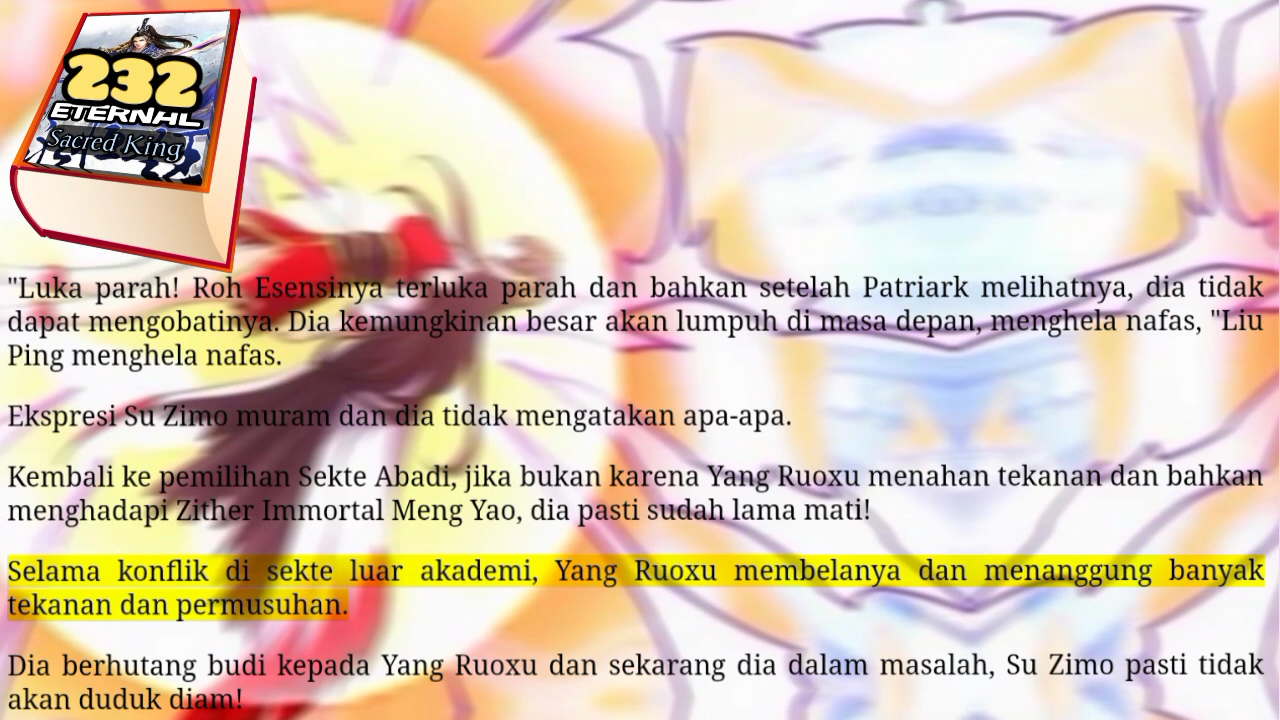 232
ETERNAL
Sacred King
"Luka parah! Roh Esensinya terluka parah dan bahkan setelah Patriark melihatnya, dia tidak
dapat mengobatinya. Dia kemungkinan besar akan lumpuh di masa depan, menghela nafas, "Liu
Ping menghela nafas.
Ekspresi Su Zimo muram dan dia tidak mengatakan apa-apa.
Kembali ke pemilihan Sekte Abadi, jika bukan karena Yang Ruoxu menahan tekanan dan bahkan
menghadapi Zither Immortal Meng Yao, dia pasti sudah lama mati!
Selama konflik di sekte luar akademi, Yang Ruoxu membelanya dan menanggung banyak
tekanan dan permusuhan.
Dia berhutang budi kepada Yang Ruoxu dan sekarang dia dalam masalah, Su Zimo pasti tidak
akan duduk diam!